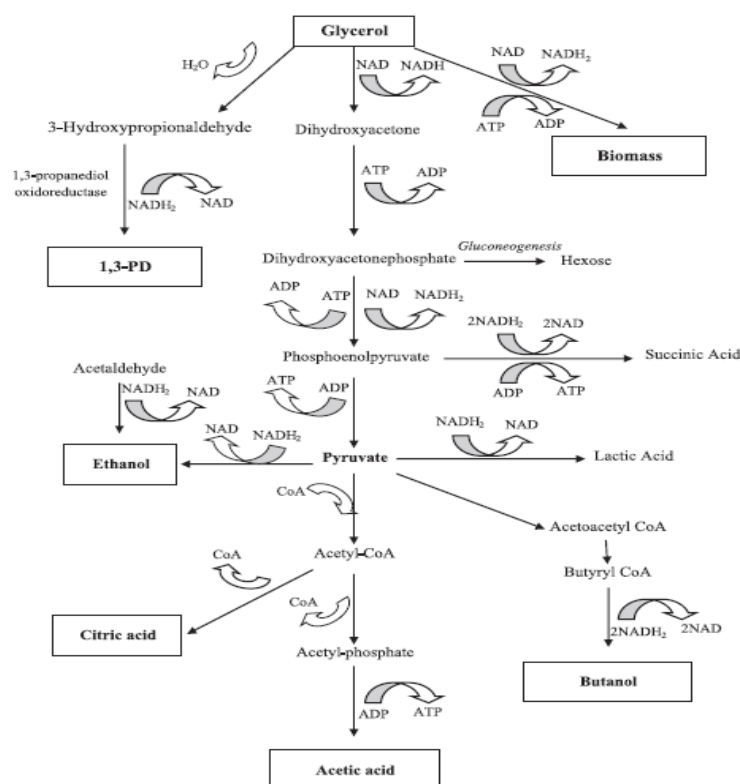 Glycerol
H₂O
NAD NADH
NAD NADH₂
ATP ADP
3-Hydroxypropionaldehyde
Dihydroxyacetone
Biomass
1,3-propanediol
oxidoreductase
NADH₂ NAD
ATP ADP
1,3-PD
Dihydroxyacetonephosphate
Gluconeogenesis
Hexose
ADP ATP
NAD NADH₂
2NADH₂ 2NAD
Phosphoenolpyruvate
Succinic Acid
ADP ATP
Acetaldehyde
NADH₂ NAD
ATP ADP
NAD NADH₂
NADH₂ NAD
Ethanol
Pyruvate
Lactic Acid
CoA
Acetoacetyl CoA
Acetyl-CoA
Butyryl CoA
CoA
CoA
2NADH₂ 2NAD
Citric acid
Acetyl-phosphate
Butanol
ADP ATP
Acetic acid